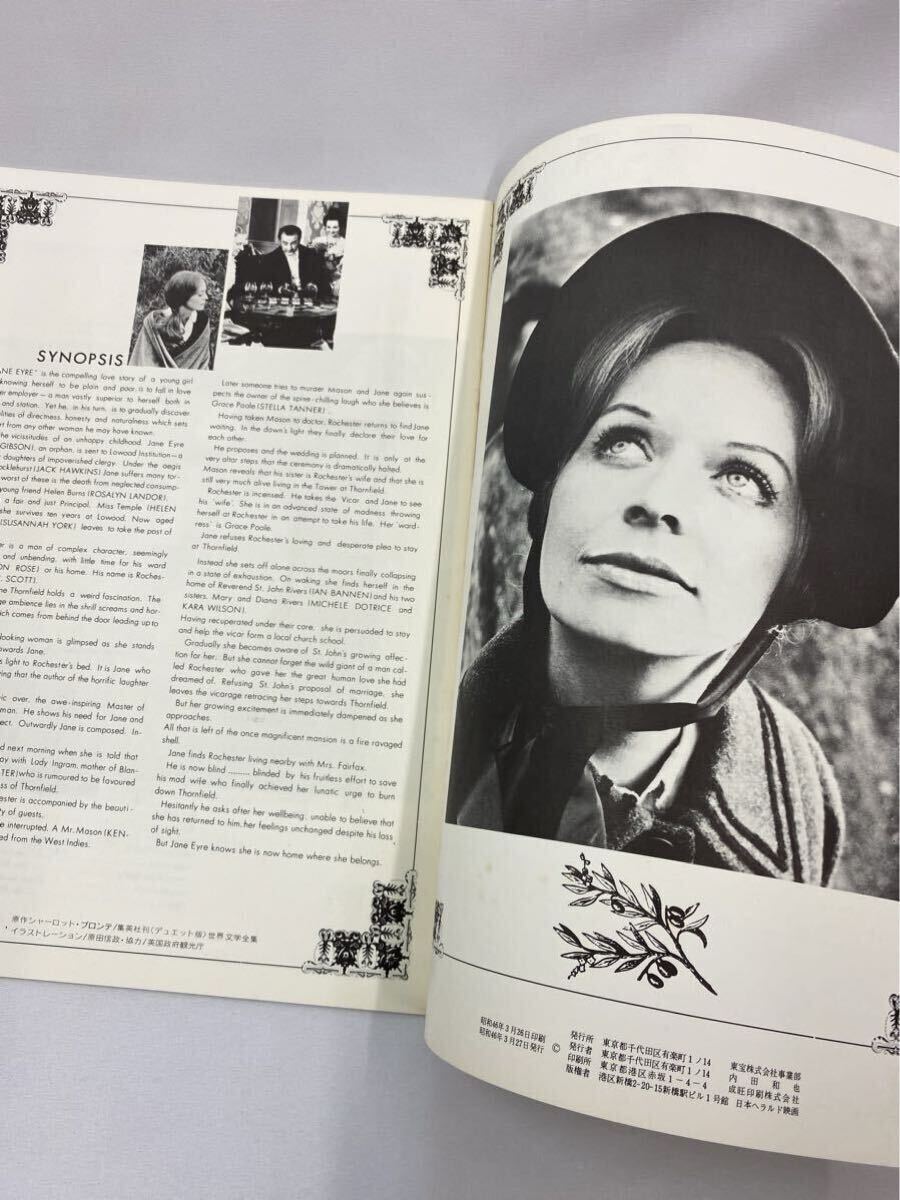 SYNOPSIS
ANE EYRE" is the compelling love story of a young girl
knowing herself to be plain and poor, is to fall in love
er employer — a man vastly superior to herself both in
and station. Yet he, in his turn, is to gradually discover
lities of directness, honesty and naturalness which sets
rt from any other woman he may have known.
the vicissitudes of an unhappy childhood, Jane Eyre
GIBSON), an orphan, is sent to Lowood Institution — a
r daughters of impoverished clergy. Under the aegis
ocklehurst (JACK HAWKINS) Jane suffers many tor-
worst of these is the death from neglected consump-
young friend Helen Burns (ROSALYN LANDOR).
a fair and just Principal, Miss Temple (HELEN
she survives ten years at Lowood. Now aged
(SUSANNAH YORK) leaves to take the post of
er is a man of complex character, seemingly
and unbending, with little time for his ward
ON ROSE) or his home. His name is Roches-
C. SCOTT).
ne Thornfield holds a weird fascination. The
ge ambience lies in the shrill screams and hor-
ich comes from behind the door leading up to
looking woman is glimpsed as she stands
owards Jane.
s light to Rochester's bed. It is Jane who
ving that the author of the horrific laughter
ic over, the awe-inspiring Master of
man. He shows his need for Jane and
ect. Outwardly Jane is composed. In-
d next morning when she is told that
ay with Lady Ingram, mother of Blan-
TER) who is rumoured to be favoured
ss of Thornfield.
hester is accompanied by the beauti-
ty of guests.
e interrupted. A Mr. Mason (KEN-
ed from the West Indies.
Later someone tries to murder Mason and Jane again sus-
pects the owner of the spine-chilling laugh who she believes is
Grace Poole (STELLA TANNER).
Having taken Mason to doctor, Rochester returns to find Jane
waiting. In the down's light they finally declare their love for
each other.
He proposes and the wedding is planned. It is only at the
very altar steps that the ceremony is dramatically halted.
Mason reveals that his sister is Rochester's wife and that she is
still very much alive living in the Tower at Thornfield.
Rochester is incensed. He takes the Vicar and Jane to see
his 'wife'. She is in an advanced state of madness throwing
herself at Rochester in an attempt to take his life. Her 'ward-
ress' is Grace Poole.
Jane refuses Rochester's loving and desperate plea to stay
at Thornfield.
Instead she sets off alone across the moors finally collapsing
in a state of exhaustion. On waking she finds herself in the
home of Reverend St. John Rivers (IAN BANNEN) and his two
sisters, Mary and Diana Rivers (MICHELE DOTRICE and
KARA WILSON).
Having recuperated under their care, she is persuaded to stay
and help the vicar form a local church school.
Gradually she becomes aware of St. John's growing affec-
tion for her. But she cannot forget the wild giant of a man cal-
led Rochester who gave her the great human love she had
dreamed of. Refusing St. John's proposal of marriage, she
leaves the vicarage retracing her steps towards Thornfield.
But her growing excitement is immediately dampened as she
approaches.
All that is left of the once magnificent mansion is a fire ravaged
shell.
Jane finds Rochester living nearby with Mrs. Fairfax.
He is now blind ......... blinded by his fruitless effort to save
his mad wife who finally achieved her lunatic urge to burn
down Thornfield.
Hesitantly he asks after her wellbeing, unable to believe that
she has returned to him, her feelings unchanged despite his loss
of sight.
But Jane Eyre knows she is now home where she belongs.
原作シャーロット・ブロンテ/集英社刊〈デュエット版〉世界文学全集
イラストレーション/原田信政・協力/英国政府観光庁
昭和46年3月26日印刷
昭和46年3月27日発行 ©
発行所 東京都千代田区有楽町1ノ14 東宝株式会社事業部
発行者 東京都千代田区有楽町1ノ14 内田和也
印刷所 東京都港区赤坂1-4-4 成旺印刷株式会社
版権者 港区新橋2-20-15新橋駅ビル1号館 日本ヘラルド映画